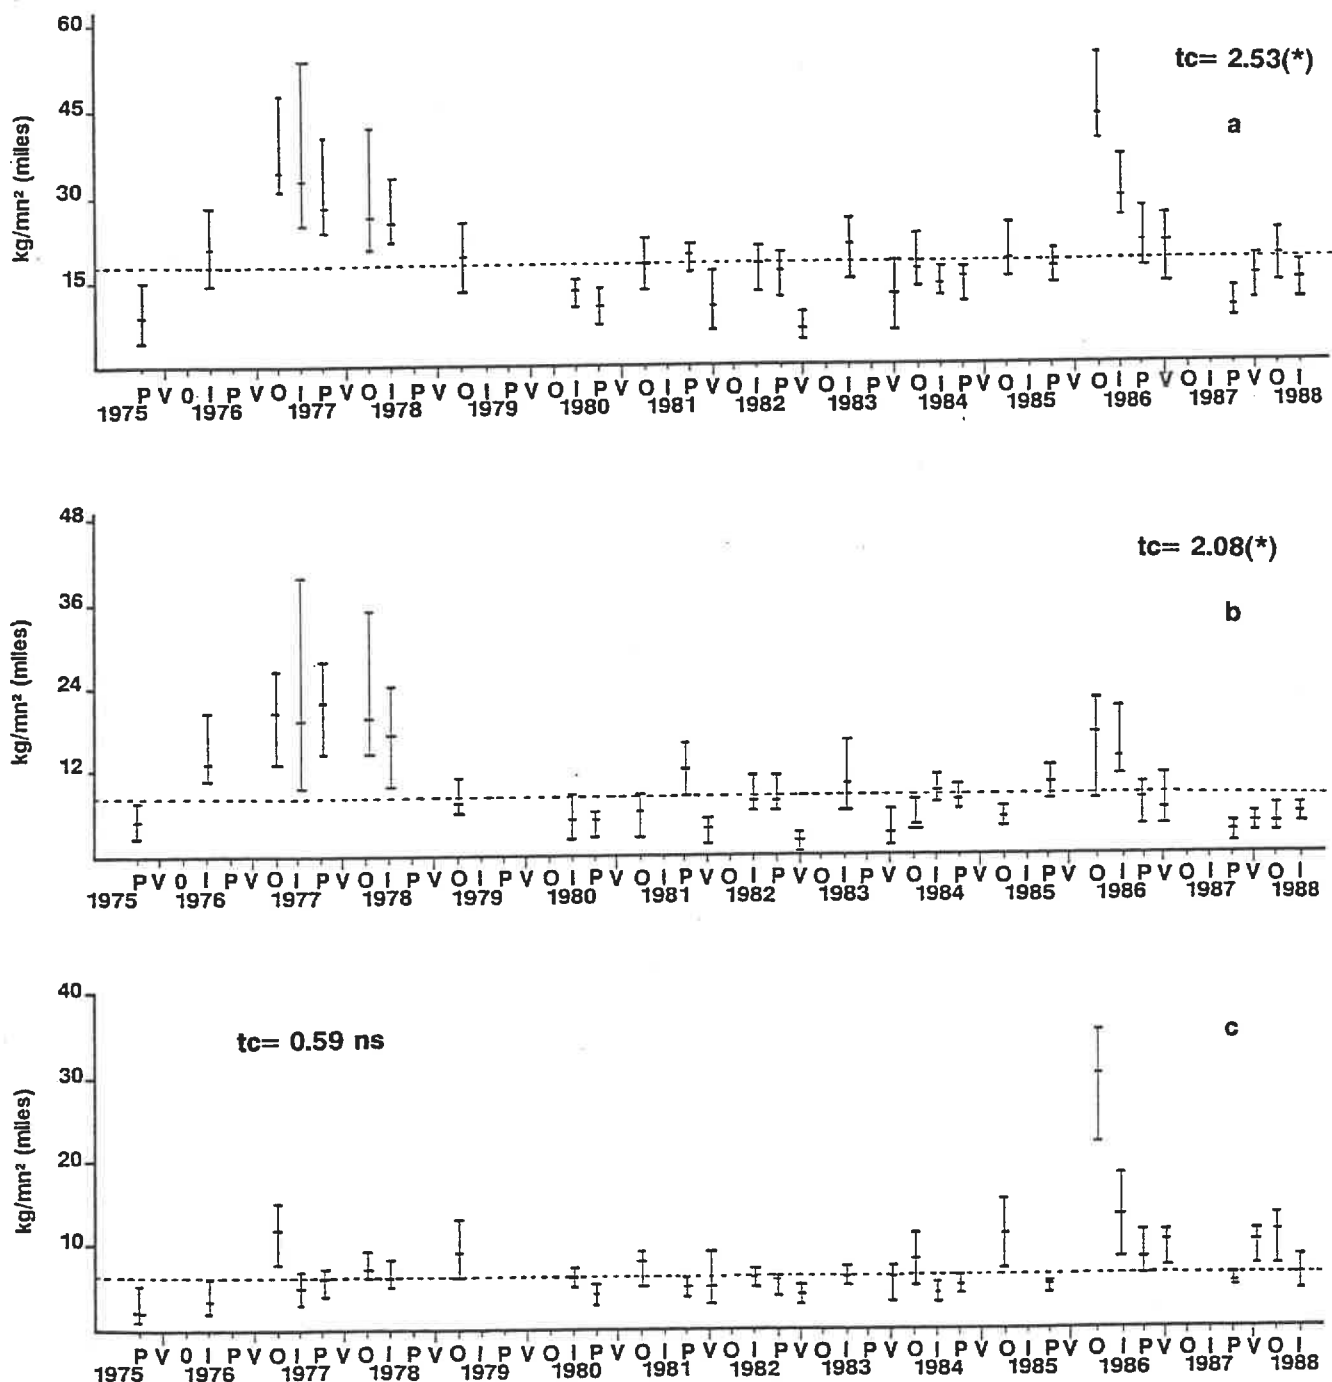 60
tc= 2.53(*)
45
a
kg/mn² (miles)
30
15
P V 0 I P V O I P V O I P V O I P V O I P V O I P V O I P V O I P V O I P V O I P V O I P V O I P V O I
1975 1976 1977 1978 1979 1980 1981 1982 1983 1984 1985 1986 1987 1988
48
tc= 2.08(*)
36
b
kg/mn² (miles)
24
12
P V 0 I P V O I P V O I P V O I P V O I P V O I P V O I P V O I P V O I P V O I P V O I P V O I P V O I
1975 1976 1977 1978 1979 1980 1981 1982 1983 1984 1985 1986 1987 1988
40
tc= 0.59 ns
c
30
kg/mn² (miles)
20
10
P V 0 I P V O I P V O I P V O I P V O I P V O I P V O I P V O I P V O I P V O I P V O I P V O I P V O I
1975 1976 1977 1978 1979 1980 1981 1982 1983 1984 1985 1986 1987 1988